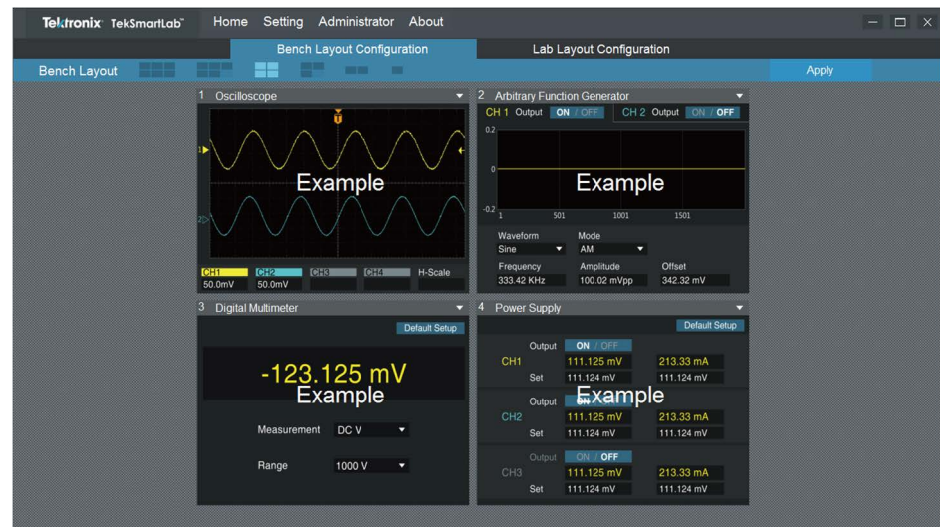 Tektronix TekSmartLab™ Home Setting Administrator About
Bench Layout Configuration Lab Layout Configuration
Bench Layout Apply
1 Oscilloscope
T
1
2
Example
CH1 CH2 CH3 CH4 H-Scale
50.0mV 50.0mV
2 Arbitrary Function Generator
CH 1 Output ON / OFF CH 2 Output ON / OFF
0.2
0
-0.2
1 501 1001 1501
Example
Waveform Mode
Sine AM
Frequency Amplitude Offset
333.42 KHz 100.02 mVpp 342.32 mV
3 Digital Multimeter
Default Setup
-123.125 mV
Example
Measurement DC V
Range 1000 V
4 Power Supply
Default Setup
Output ON / OFF
CH1 111.125 mV 213.33 mA
Set 111.124 mV 111.124 mV
Example
Output
CH2 111.125 mV 213.33 mA
Set 111.124 mV 111.124 mV
Output ON / OFF
CH3 111.125 mV 213.33 mA
Set 111.124 mV 111.124 mV